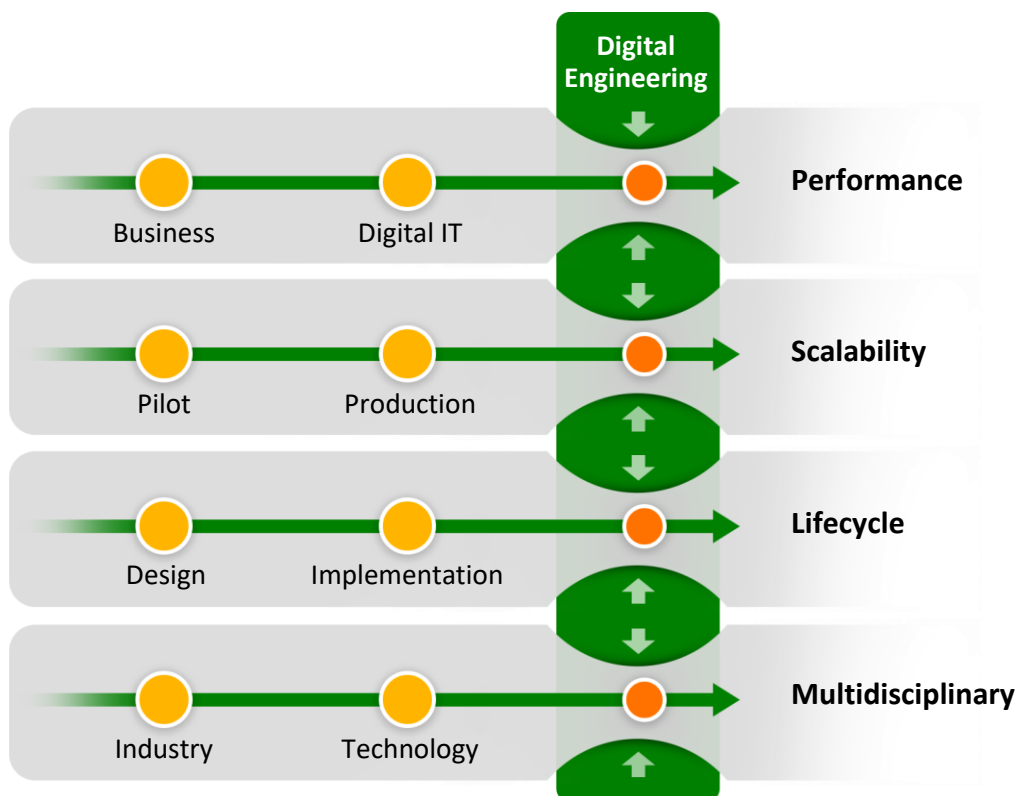 Digital
Engineering
Performance
Business
Digital IT
Scalability
Pilot
Production
Lifecycle
Design
Implementation
Multidisciplinary
Industry
Technology